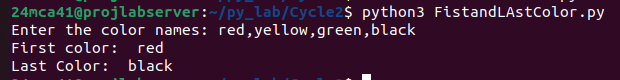 24mca41@projlabserver:~/py_lab/Cycle2$ python3 FistandLAstColor.py
Enter the color names: red,yellow,green,black
First color:  red
Last Color:  black